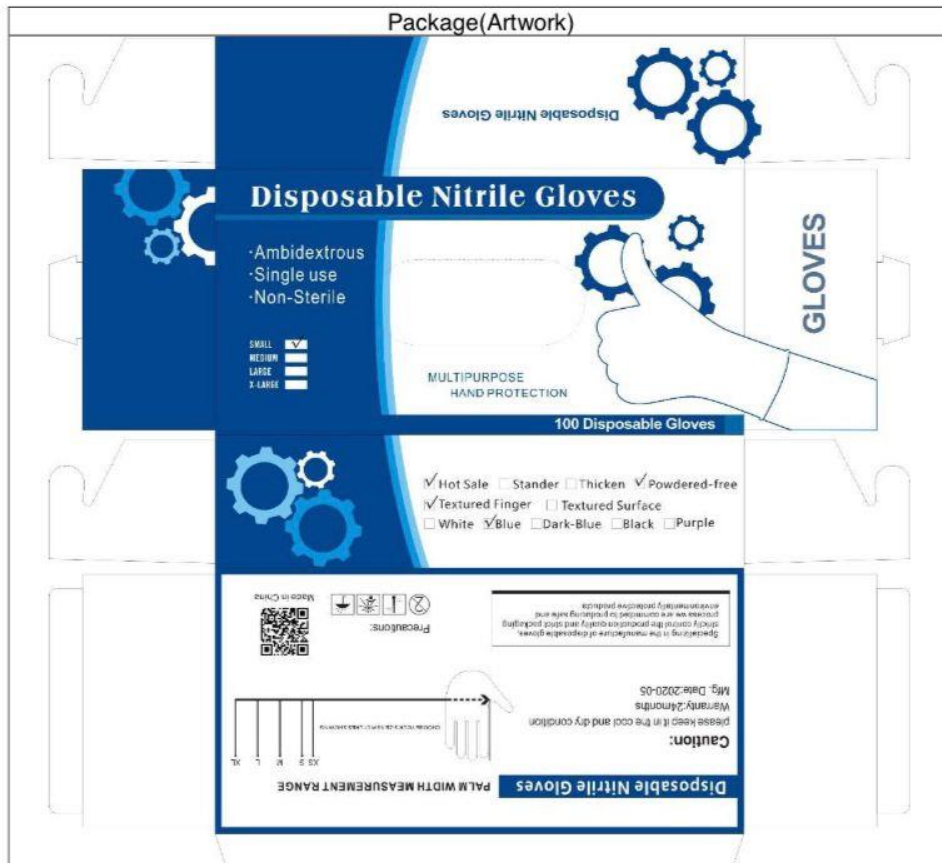 Package(Artwork)
Disposable Nitrile Gloves
Disposable Nitrile Gloves
·Ambidextrous
·Single use
·Non-Sterile
SMALL √
MEDIUM
LARGE
X-LARGE
MULTIPURPOSE
HAND PROTECTION
100 Disposable Gloves
GLOVES
√Hot Sale □Stander □Thicken √Powdered-free
√Textured Finger □Textured Surface
□White √Blue □Dark-Blue □Black □Purple
Disposable Nitrile Gloves
Caution:
please keep it in the cool and dry condition
Warranty:24months
Mfg. Date:2020-05
Specializing in the manufacture of disposable gloves,
strictly control the production quality and strict packaging
process we are committed to producing safe and
environmentally protective products
PALM WIDTH MEASUREMENT RANGE
XS S M L XL
Precautions:
Made in China